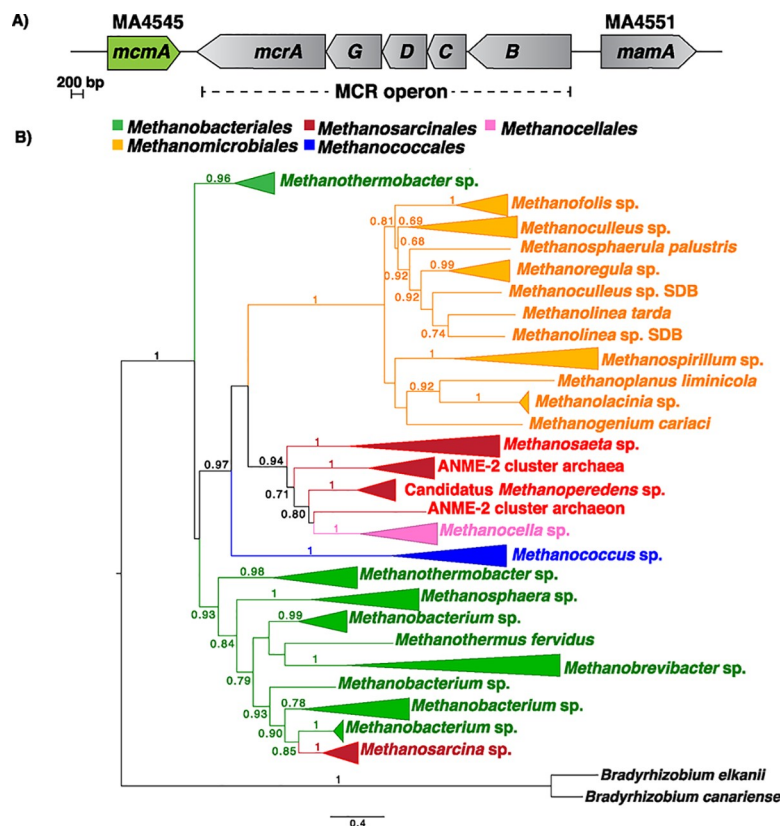 A)
MA4545
MA4551
mcmA
mcrA
G
D
C
B
mamA
200 bp
MCR operon
Methanobacteriales
Methanosarcinales
Methanocellales
Methanomicrobiales
Methanococcales
B)
0.96
Methanothermobacter sp.
1
Methanofolis sp.
0.81
0.69
Methanoculleus sp.
0.68
Methanosphaerula palustris
0.99
Methanoregula sp.
0.92
0.92
Methanoculleus sp. SDB
1
Methanolinea tarda
0.74
Methanolinea sp. SDB
1
1
Methanospirillum sp.
0.92
Methanoplanus liminicola
1
Methanolacinia sp.
Methanogenium cariaci
1
Methanosaeta sp.
0.97
0.94
1
ANME-2 cluster archaea
0.71
1
Candidatus Methanoperedens sp.
0.80
ANME-2 cluster archaeon
1
Methanocella sp.
1
Methanococcus sp.
0.98
Methanothermobacter sp.
0.93
1
Methanosphaera sp.
0.99
Methanobacterium sp.
0.84
Methanothermus fervidus
1
Methanobrevibacter sp.
0.79
Methanobacterium sp.
0.93
0.78
Methanobacterium sp.
0.90
1
Methanobacterium sp.
0.85
1
Methanosarcina sp.
1
Bradyrhizobium elkanii
Bradyrhizobium canariense
0.4